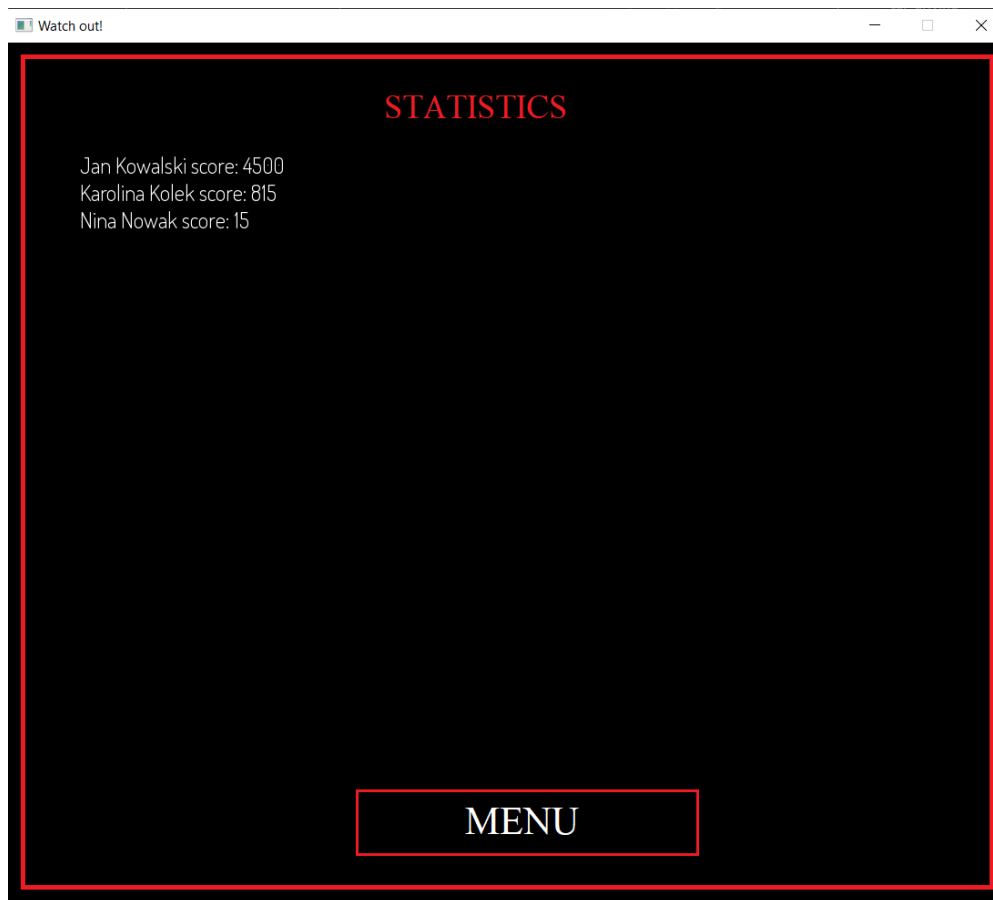 Watch out!
STATISTICS
Jan Kowalski score: 4500
Karolina Kolek score: 815
Nina Nowak score: 15
MENU